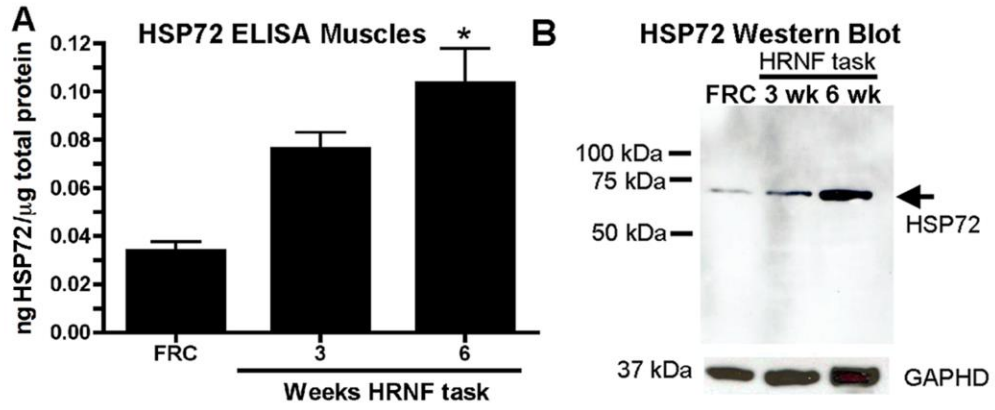 A
HSP72 ELISA Muscles
*
ng HSP72/µg total protein
0.12
0.10
0.08
0.06
0.04
0.02
0.00
FRC
3
6
Weeks HRNF task
B
HSP72 Western Blot
HRNF task
FRC 3 wk 6 wk
100 kDa
75 kDa
50 kDa
HSP72
37 kDa
GAPHD